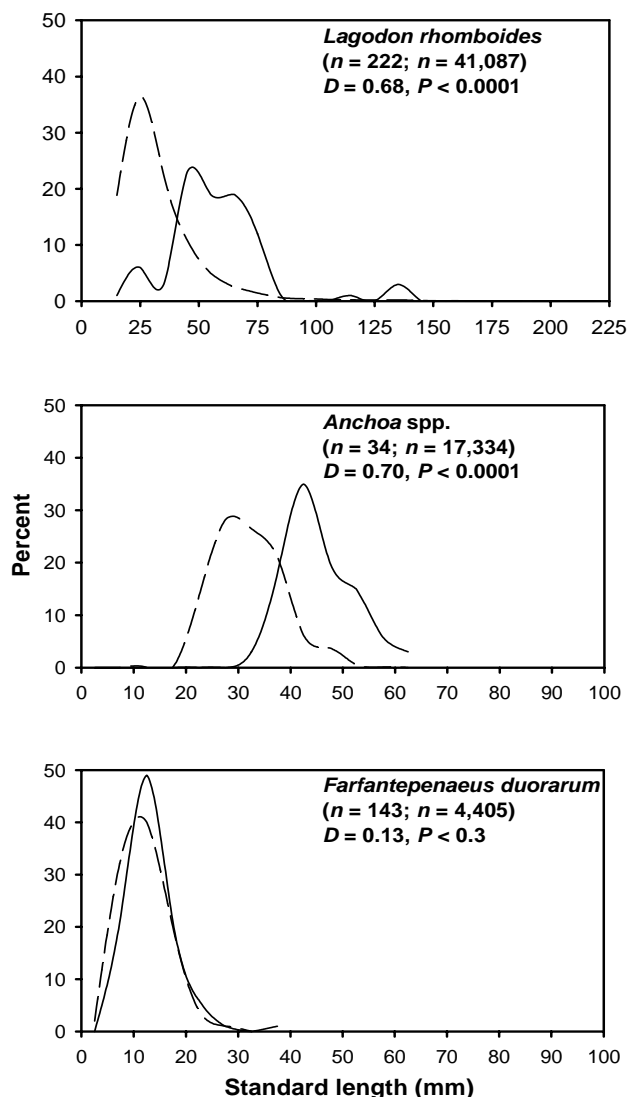 50
Lagodon rhomboides
(n = 222; n = 41,087)
D = 0.68, P < 0.0001
40
30
20
10
0
0 25 50 75 100 125 150 175 200 225
50
Anchoa spp.
(n = 34; n = 17,334)
D = 0.70, P < 0.0001
40
30
20
10
0
Percent
0 10 20 30 40 50 60 70 80 90 100
50
Farfantepenaeus duorarum
(n = 143; n = 4,405)
D = 0.13, P < 0.3
40
30
20
10
0
0 10 20 30 40 50 60 70 80 90 100
Standard length (mm)